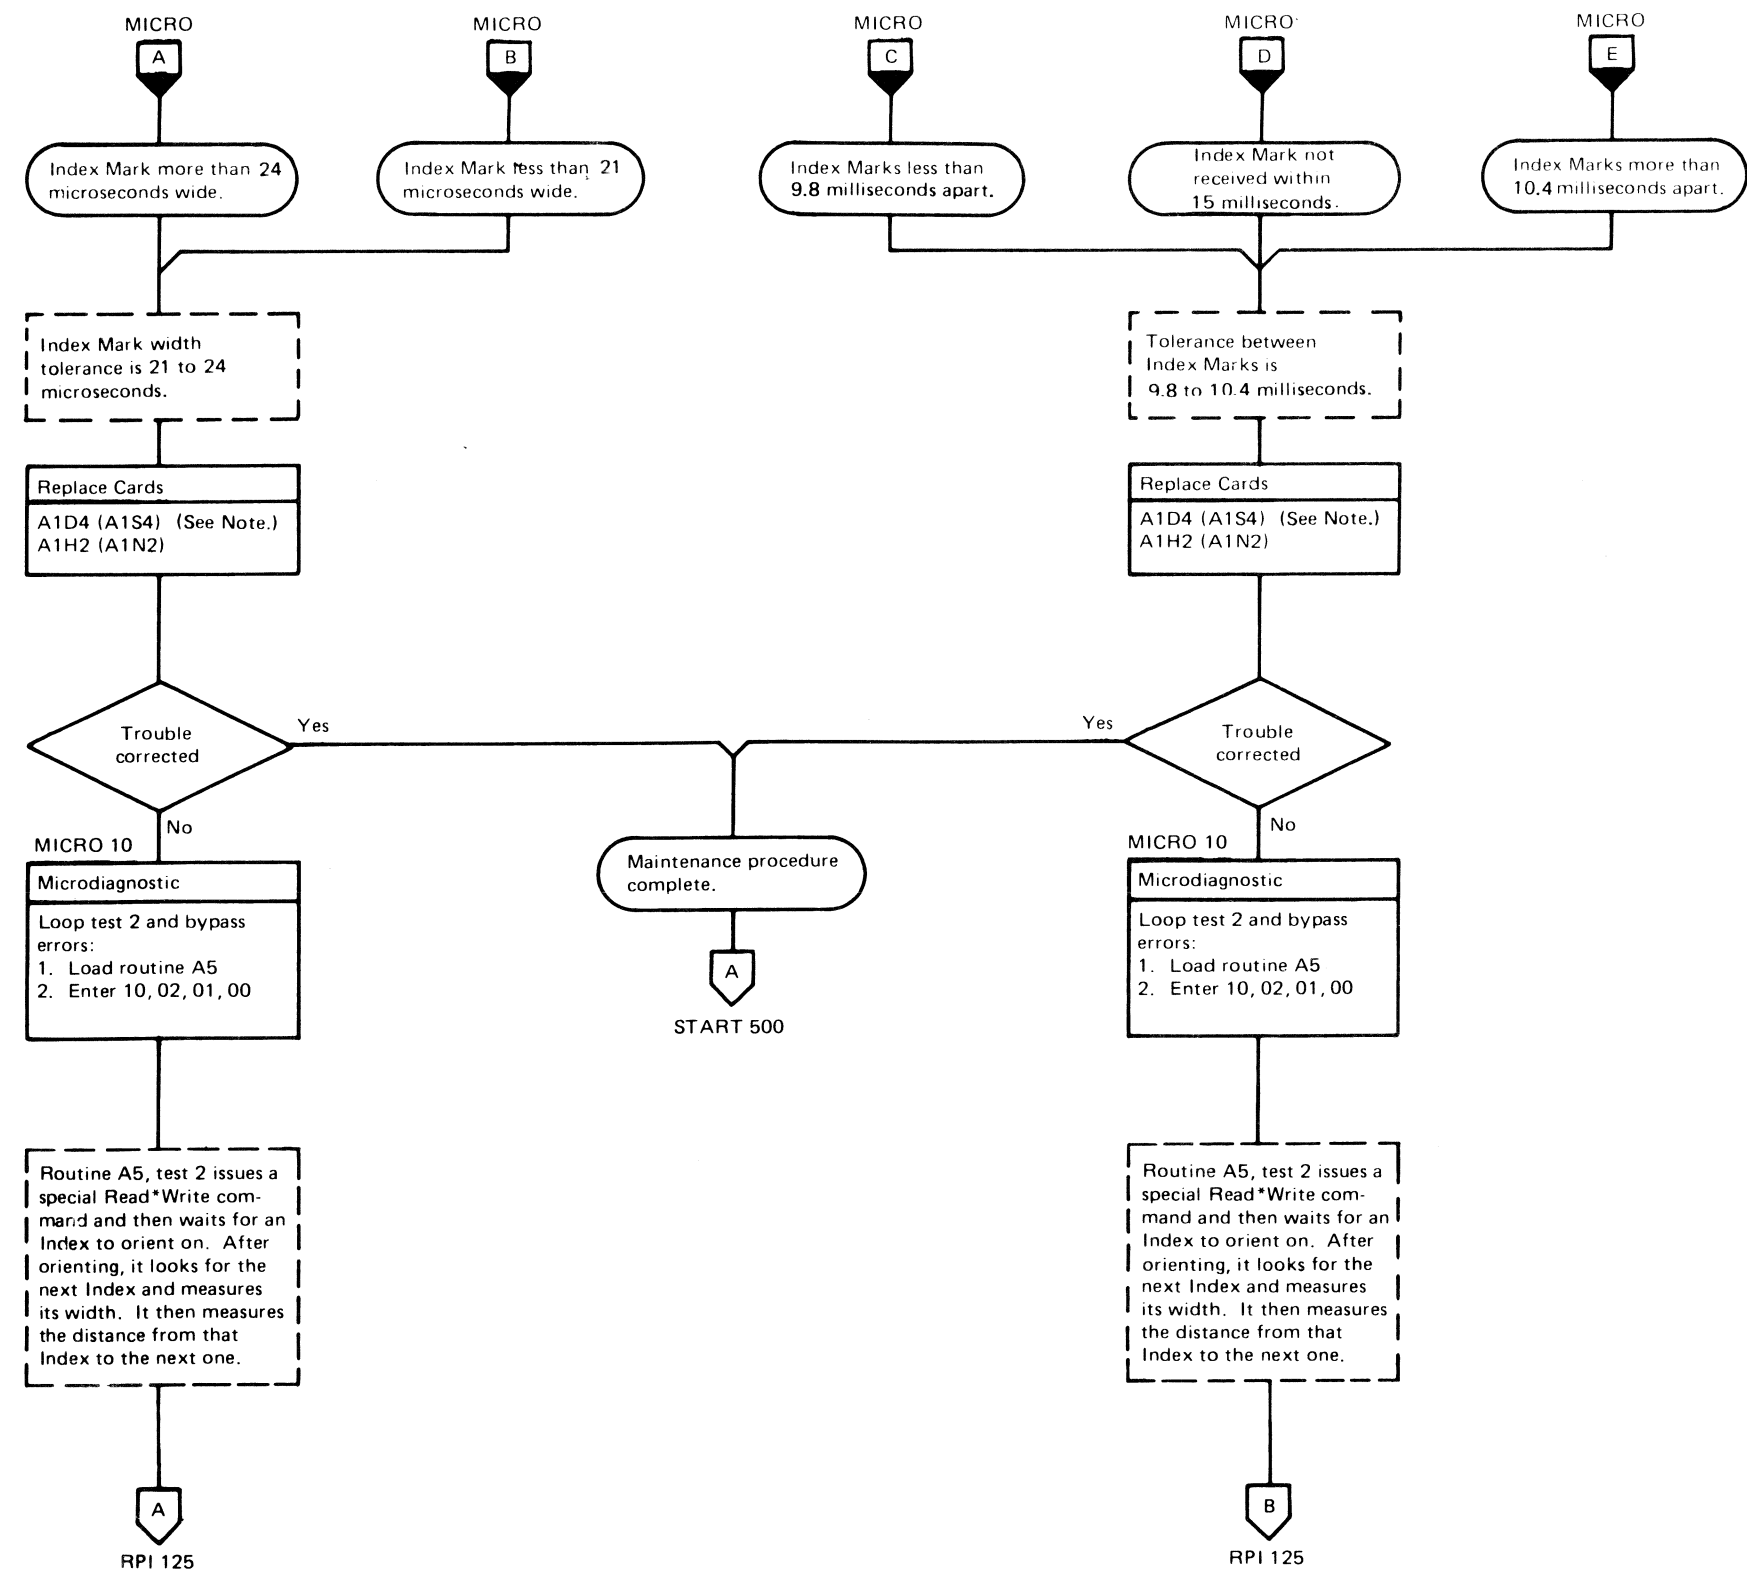 MICRO
A
Index Mark more than 24
microseconds wide.
MICRO
B
Index Mark less than 21
microseconds wide.
MICRO
C
Index Marks less than
9.8 milliseconds apart.
MICRO
D
Index Mark not
received within
15 milliseconds.
MICRO
E
Index Marks more than
10.4 milliseconds apart.
Index Mark width
tolerance is 21 to 24
microseconds.
Tolerance between
Index Marks is
9.8 to 10.4 milliseconds.
Replace Cards
A1D4 (A1S4) (See Note.)
A1H2 (A1N2)
Replace Cards
A1D4 (A1S4) (See Note.)
A1H2 (A1N2)
Trouble
corrected
Yes
Yes
Trouble
corrected
No
No
Maintenance procedure
complete.
A
START 500
MICRO 10
Microdiagnostic
Loop test 2 and bypass
errors:
1. Load routine A5
2. Enter 10, 02, 01, 00
MICRO 10
Microdiagnostic
Loop test 2 and bypass
errors:
1. Load routine A5
2. Enter 10, 02, 01, 00
Routine A5, test 2 issues a
special Read*Write com-
mand and then waits for an
Index to orient on. After
orienting, it looks for the
next Index and measures
its width. It then measures
the distance from that
Index to the next one.
A
RPI 125
Routine A5, test 2 issues a
special Read*Write com-
mand and then waits for an
Index to orient on. After
orienting, it looks for the
next Index and measures
its width. It then measures
the distance from that
Index to the next one.
B
RPI 125